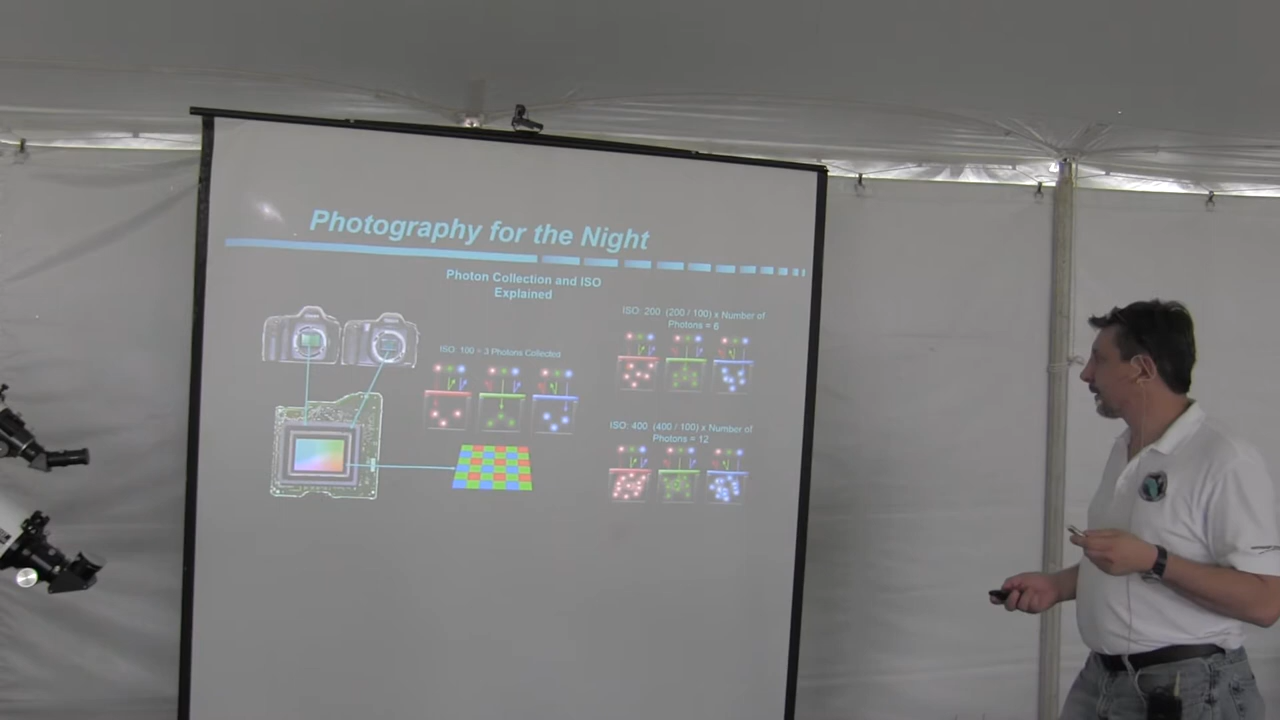 Photography for the Night
Photon Collection and ISO
Explained
ISO: 100 = 3 Photons Collected
ISO: 200 (200 / 100) x Number of
Photons = 6
ISO: 400 (400 / 100) x Number of
Photons = 12